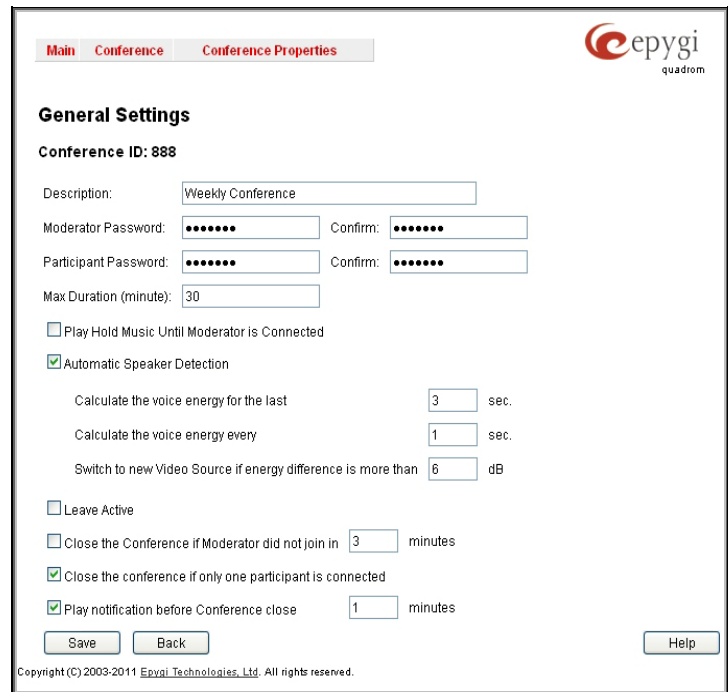 Main Conference Conference Properties
epygi
quadrom
General Settings
Conference ID: 888
Description: Weekly Conference
Moderator Password: ••••••• Confirm: •••••••
Participant Password: ••••••• Confirm: •••••••
Max Duration (minute): 30
Play Hold Music Until Moderator is Connected
Automatic Speaker Detection
Calculate the voice energy for the last 3 sec.
Calculate the voice energy every 1 sec.
Switch to new Video Source if energy difference is more than 6 dB
Leave Active
Close the Conference if Moderator did not join in 3 minutes
Close the conference if only one participant is connected
Play notification before Conference close 1 minutes
Save Back Help
Copyright (C) 2003-2011 Epygi Technologies, Ltd. All rights reserved.